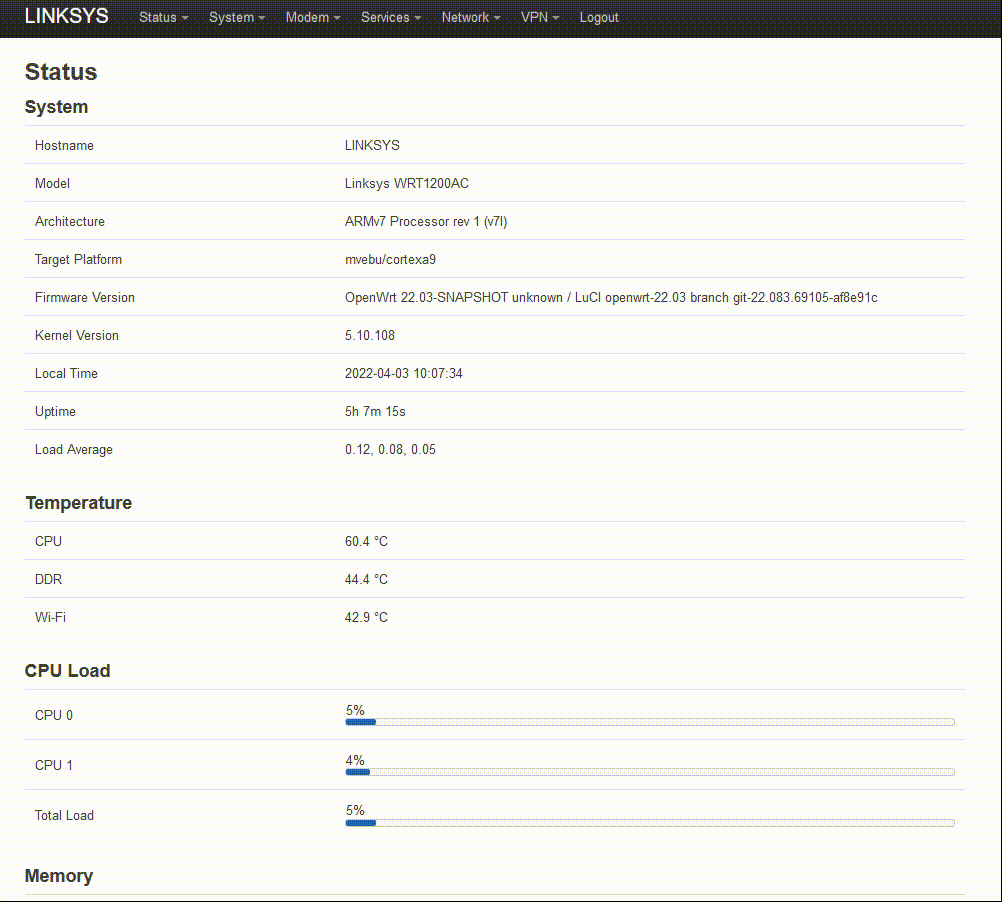 LINKSYS Status System Modem Services Network VPN Logout
Status
System
Hostname LINKSYS
Model Linksys WRT1200AC
Architecture ARMv7 Processor rev 1 (v7l)
Target Platform mvebu/cortexa9
Firmware Version OpenWrt 22.03-SNAPSHOT unknown / LuCI openwrt-22.03 branch git-22.083.69105-af8e91c
Kernel Version 5.10.108
Local Time 2022-04-03 10:07:34
Uptime 5h 7m 15s
Load Average 0.12, 0.08, 0.05
Temperature
CPU 60.4 °C
DDR 44.4 °C
Wi-Fi 42.9 °C
CPU Load
CPU 0 5%
CPU 1 4%
Total Load 5%
Memory